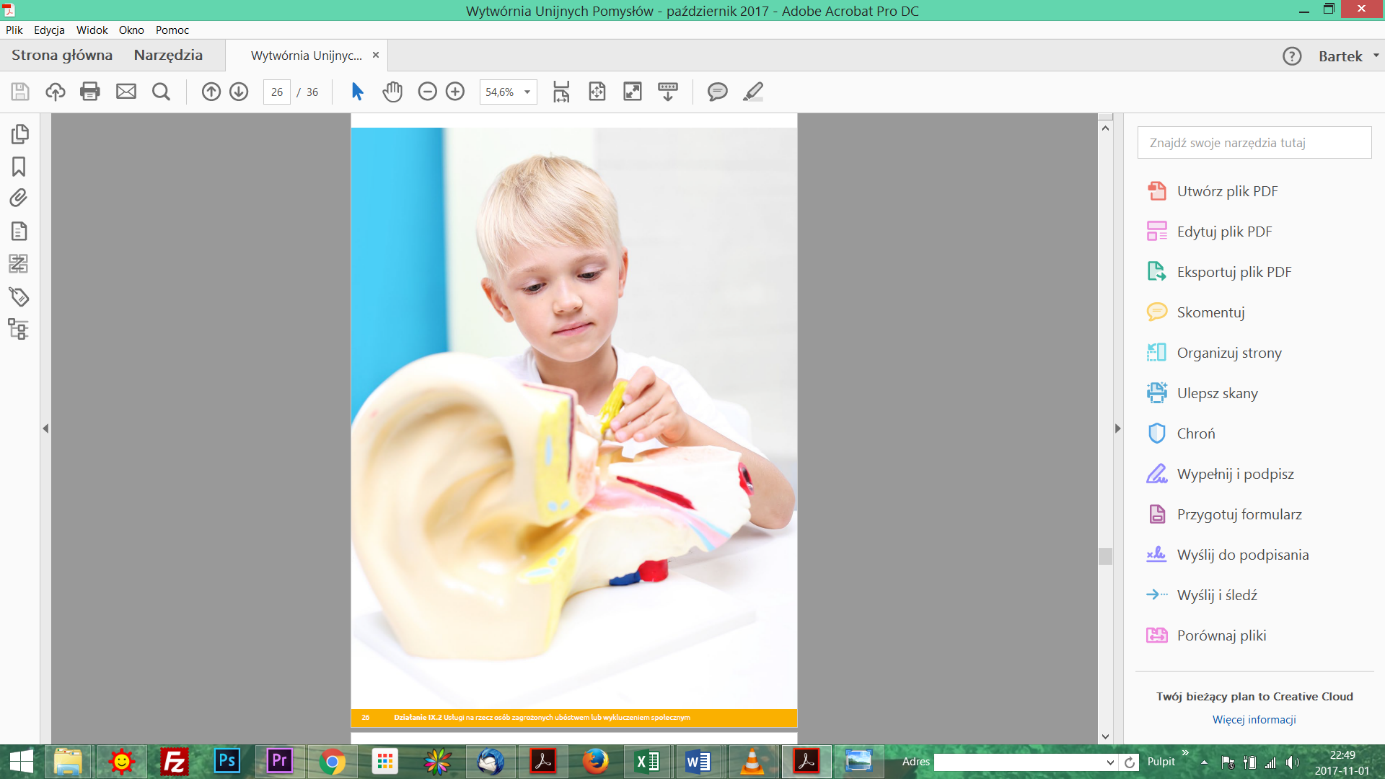 Wytwórnia Unijnych Pomysłów - październik 2017 - Adobe Acrobat Pro DC
Plik Edycja Widok Okno Pomoc
Strona główna Narzędzia Wytwórnia Unijnyc... × ? Bartek
26 / 36 54,6%
Znajdź swoje narzędzia tutaj
Utwórz plik PDF
Edytuj plik PDF
Eksportuj plik PDF
Skomentuj
Organizuj strony
Ulepsz skany
Chroń
Wypełnij i podpisz
Przygotuj formularz
Wyślij do podpisania
Wyślij i śledź
Porównaj pliki
Twój bieżący plan to Creative Cloud
Więcej informacji
26 Działanie IX.2 Usługi na rzecz osób zagrożonych ubóstwem lub wykluczeniem społecznym
Fz Ps Pr X W Adres Pulpit » 22:49
2017-11-01